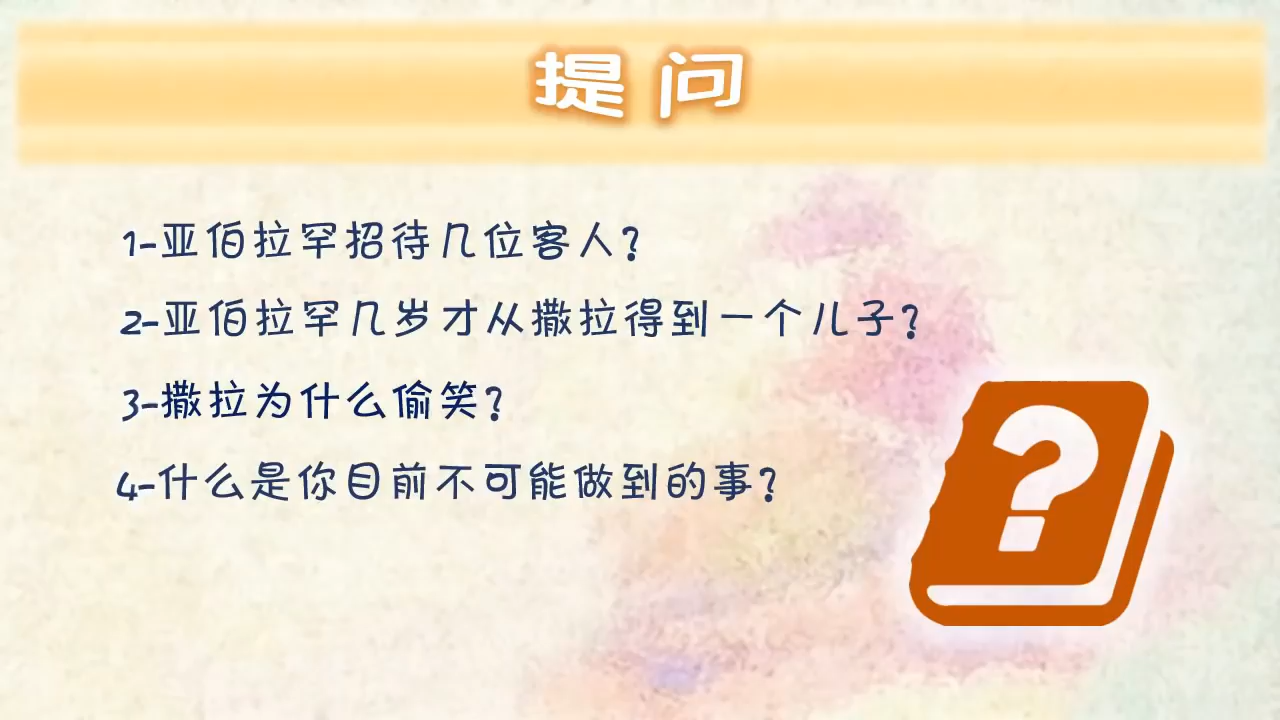 提问
1-亚伯拉罕招待几位客人?
2-亚伯拉罕几岁才从撒拉得到一个儿子?
3-撒拉为什么偷笑?
4-什么是你目前不可能做到的事?
?